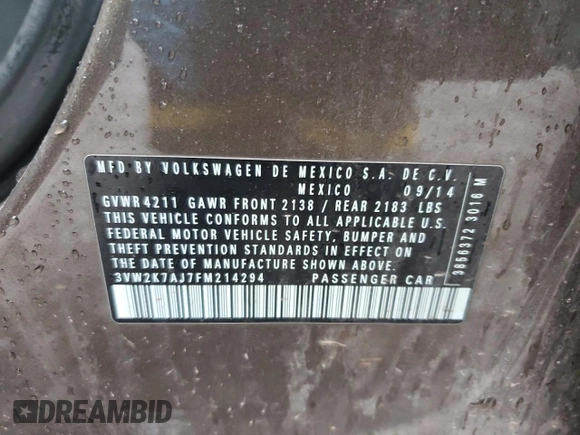 MFD BY VOLKSWAGEN DE MEXICO S.A. DE C.V.
MEXICO 09/14
GVWR 4211 GAWR FRONT 2138 / REAR 2183 LBS
THIS VEHICLE CONFORMS TO ALL APPLICABLE U.S.
FEDERAL MOTOR VEHICLE SAFETY, BUMPER AND
THEFT PREVENTION STANDARDS IN EFFECT ON
THE DATE OF MANUFACTURE SHOWN ABOVE.
3VW2K7AJ7FM214294 PASSENGER CAR
3856372 3016 M
DREAMBID